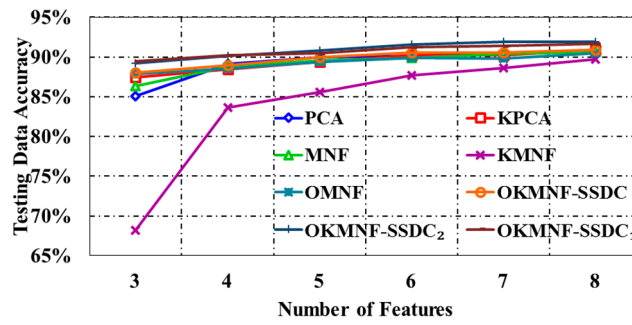 95%
90%
85%
80%
75%
70%
65%
Testing Data Accuracy
PCA
KPCA
MNF
KMNF
OMNF
OKMNF-SSDC
OKMNF-SSDC₂
OKMNF-SSDC
3 4 5 6 7 8
Number of Features